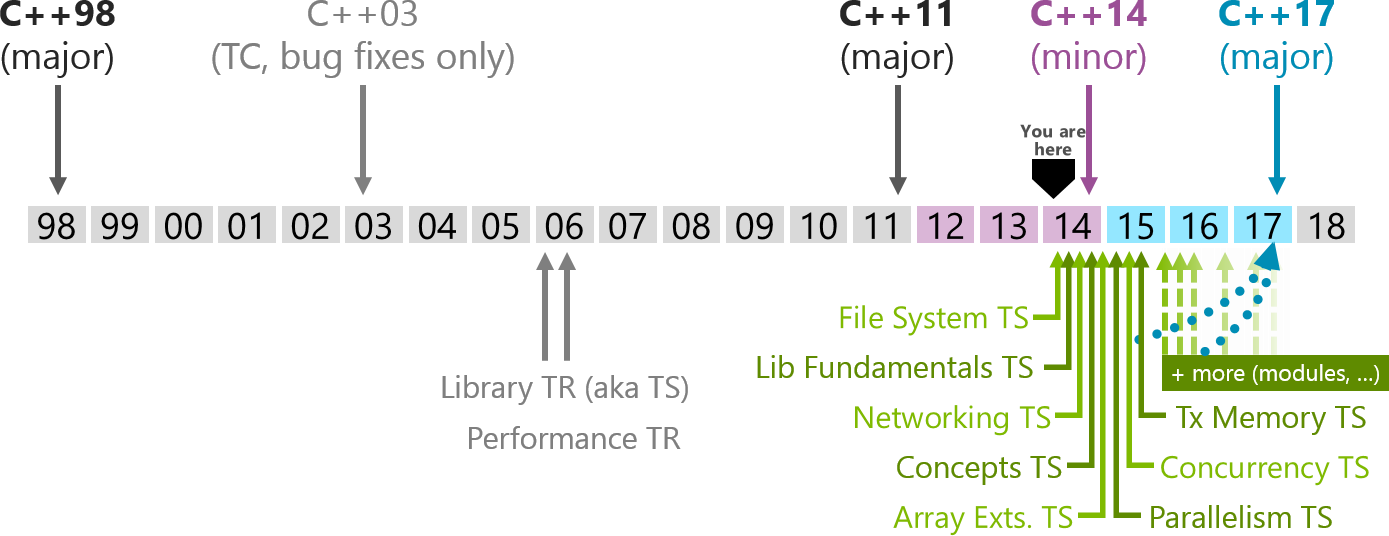 C++98
(major)
C++03
(TC, bug fixes only)
C++11
(major)
C++14
(minor)
C++17
(major)
You are
here
98 99 00 01 02 03 04 05 06 07 08 09 10 11 12 13 14 15 16 17 18
File System TS
Lib Fundamentals TS
Networking TS
Concepts TS
Array Exts. TS
Library TR (aka TS)
Performance TR
+ more (modules, ...)
Tx Memory TS
Concurrency TS
Parallelism TS